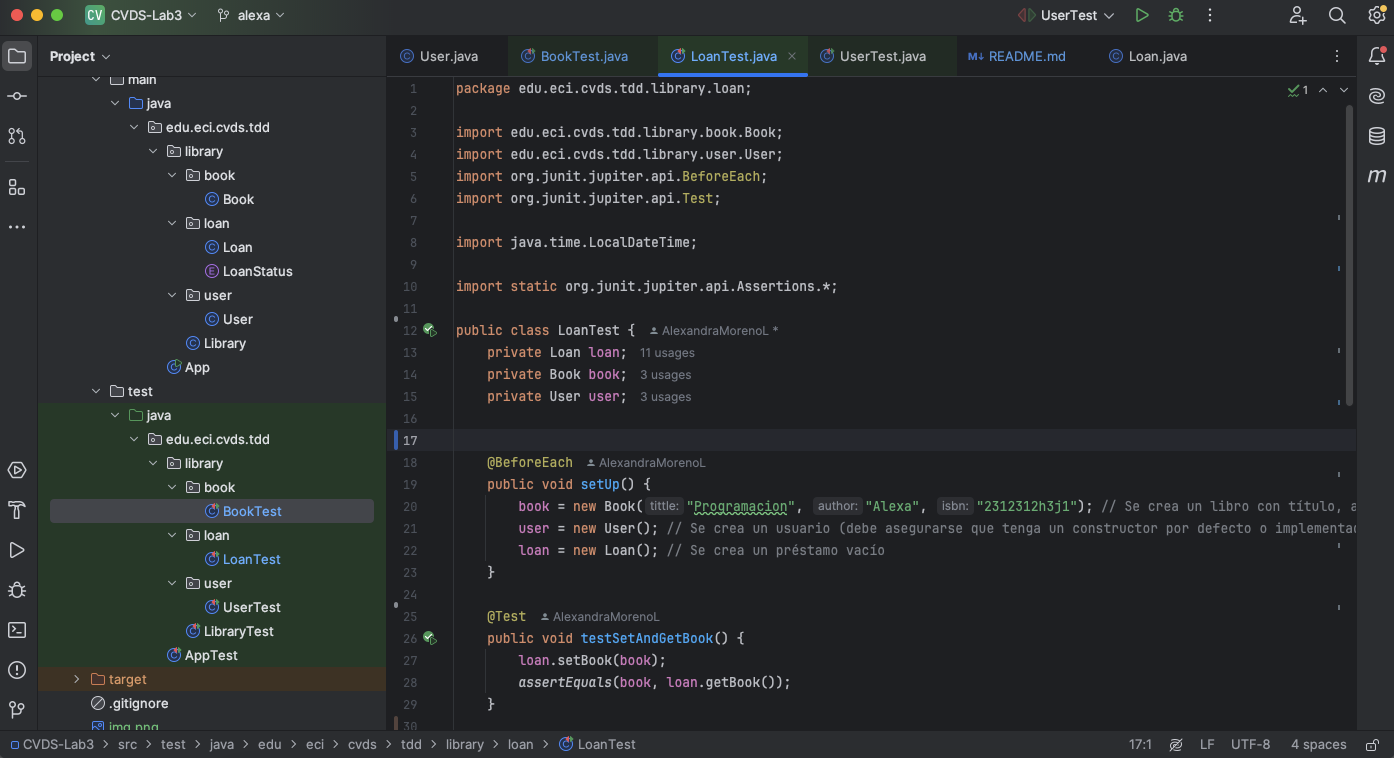 CV CVDS-Lab3 alexa UserTest
Project
main
java
edu.eci.cvds.tdd
library
book
Book
loan
Loan
LoanStatus
user
User
Library
App
test
java
edu.eci.cvds.tdd
library
book
BookTest
loan
LoanTest
user
UserTest
LibraryTest
AppTest
target
.gitignore
img.png
User.java BookTest.java LoanTest.java UserTest.java M↓ README.md Loan.java
1 package edu.eci.cvds.tdd.library.loan; 1
2
3 import edu.eci.cvds.tdd.library.book.Book;
4 import edu.eci.cvds.tdd.library.user.User;
5 import org.junit.jupiter.api.BeforeEach;
6 import org.junit.jupiter.api.Test;
7
8 import java.time.LocalDateTime;
9
10 import static org.junit.jupiter.api.Assertions.*;
11
12 public class LoanTest { AlexandraMorenoL *
13 private Loan loan; 11 usages
14 private Book book; 3 usages
15 private User user; 3 usages
16
17
18 @BeforeEach AlexandraMorenoL
19 public void setUp() {
20 book = new Book( tittle: "Programacion", author: "Alexa", isbn: "2312312h3j1"); // Se crea un libro con título, a
21 user = new User(); // Se crea un usuario (debe asegurarse que tenga un constructor por defecto o implementa
22 loan = new Loan(); // Se crea un préstamo vacío
23 }
24
25 @Test AlexandraMorenoL
26 public void testSetAndGetBook() {
27 loan.setBook(book);
28 assertEquals(book, loan.getBook());
29 }
30
m
CVDS-Lab3 > src > test > java > edu > eci > cvds > tdd > library > loan > LoanTest 17:1 LF UTF-8 4 spaces